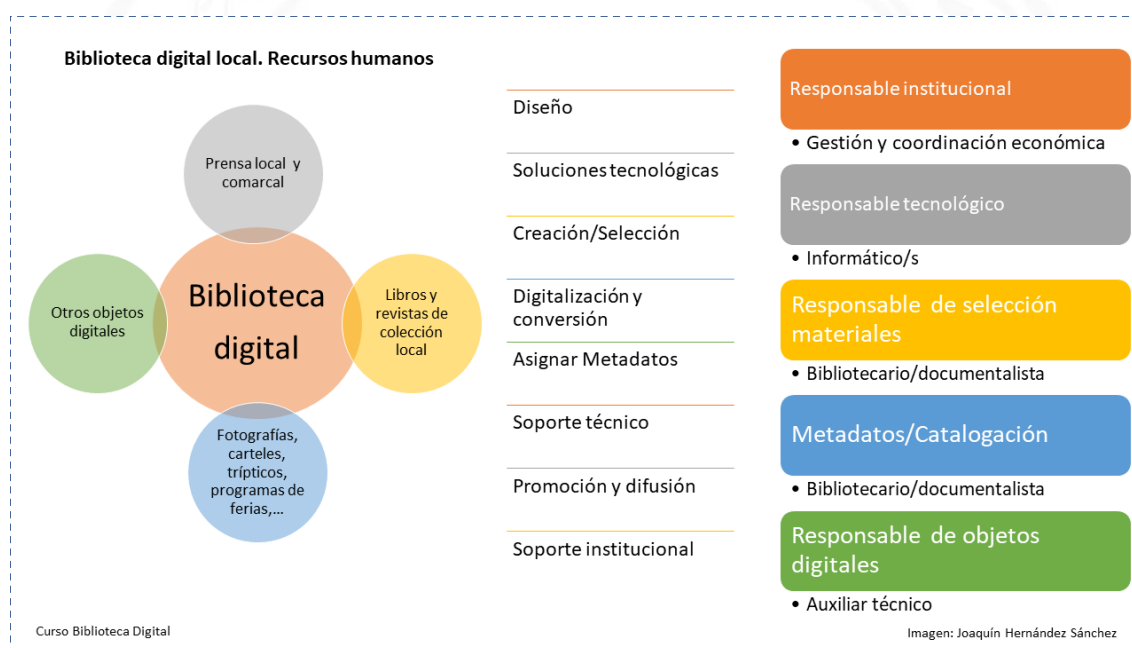 Biblioteca digital local. Recursos humanos
Prensa local y
comarcal
Otros objetos
digitales
Biblioteca
digital
Libros y
revistas de
colección
local
Fotografías,
carteles,
trípticos,
programas de
ferias,...
Diseño
Soluciones tecnológicas
Creación/Selección
Digitalización y
conversión
Asignar Metadatos
Soporte técnico
Promoción y difusión
Soporte institucional
Responsable institucional
• Gestión y coordinación económica
Responsable tecnológico
• Informático/s
Responsable de selección
materiales
• Bibliotecario/documentalista
Metadatos/Catalogación
• Bibliotecario/documentalista
Responsable de objetos
digitales
• Auxiliar técnico
Curso Biblioteca Digital
Imagen: Joaquín Hernández Sánchez